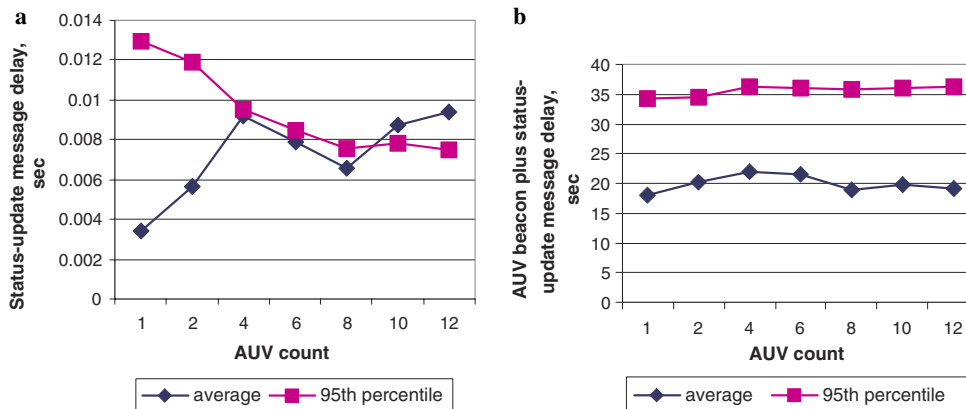 a
0.014
0.012
0.01
0.008
0.006
0.004
0.002
0
Status-update message delay,
sec
1 2 4 6 8 10 12
AUV count
average 95th percentile
b
40
35
30
25
20
15
10
5
0
AUV beacon plus status-
update message delay,
sec
1 2 4 6 8 10 12
AUV count
average 95th percentile